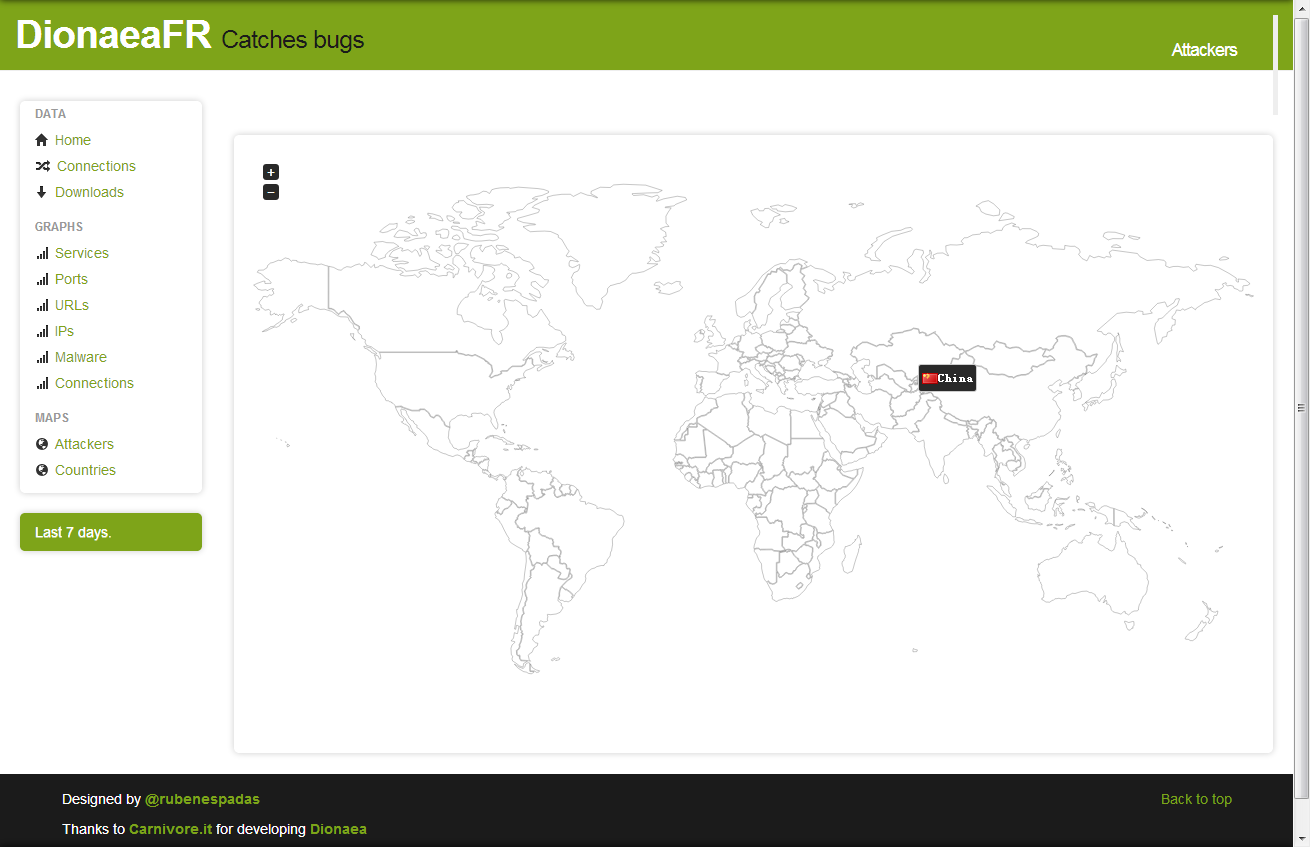 DionaeaFR Catches bugs
Attackers
DATA
Home
Connections
Downloads
GRAPHS
Services
Ports
URLs
IPs
Malware
Connections
MAPS
Attackers
Countries
Last 7 days.
+
−
China
Designed by @rubenespadas
Back to top
Thanks to Carnivore.it for developing Dionaea